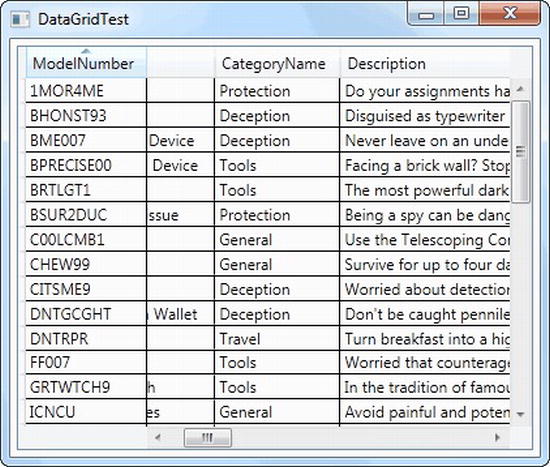 DataGridTest
ModelNumber CategoryName Description
1MOR4ME Protection Do your assignments ha
BHONST93 Deception Disguised as typewriter
BME007 Device Deception Never leave on an unde
BPRECISE00 Device Tools Facing a brick wall? Stop
BRTLGT1 Tools The most powerful dark
BSUR2DUC ssue Protection Being a spy can be dang
C00LCMB1 General Use the Telescoping Cor
CHEW99 General Survive for up to four da
CITSME9 Deception Worried about detection
DNTGCGHT Wallet Deception Don't be caught pennile
DNTRPR Travel Turn breakfast into a hig
FF007 Tools Worried that counterage
GRTWTCH9 h Tools In the tradition of famou
ICNCU es General Avoid painful and poten